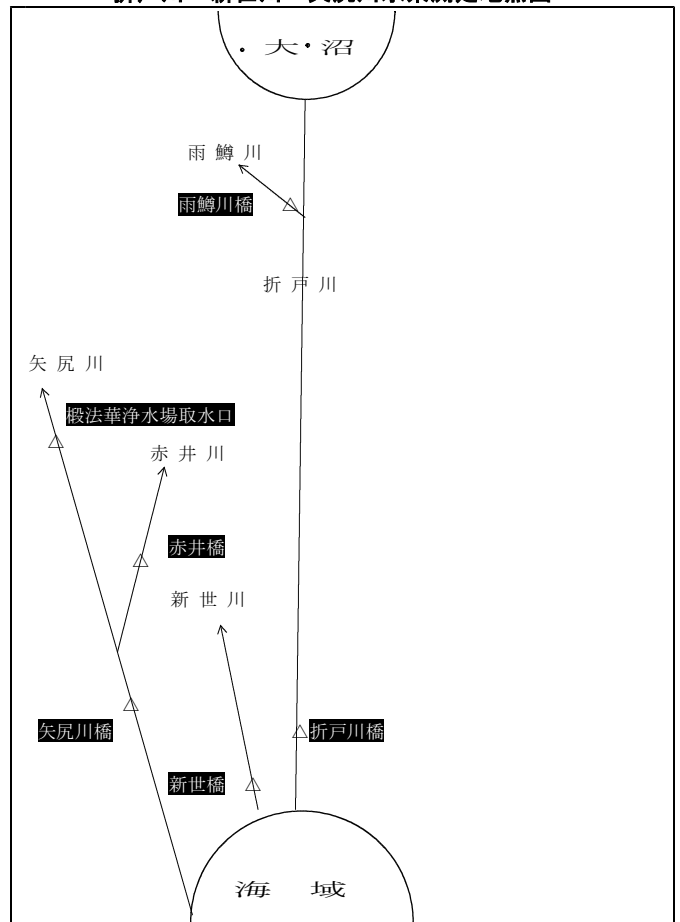 大・沼
雨鱒川
雨鱒川橋
折戸川
矢尻川
椴法華浄水場取水口
赤井川
赤井橋
新世川
矢尻川橋
折戸川橋
新世橋
海域